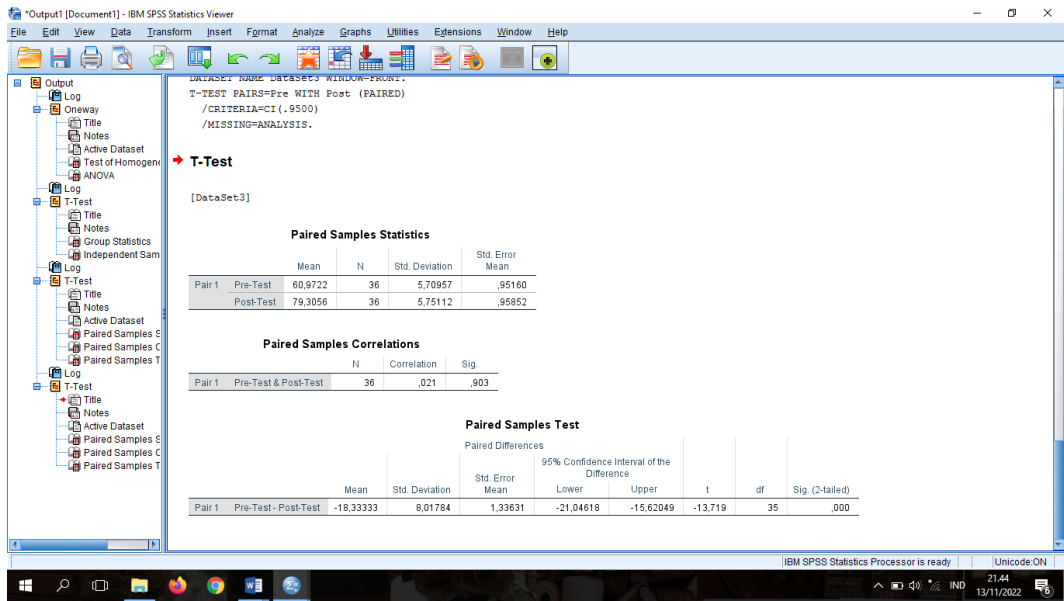 *Output1 [Document1] - IBM SPSS Statistics Viewer
File Edit View Data Transform Insert Format Analyze Graphs Utilities Extensions Window Help
Output
Log
Oneway
Title
Notes
Active Dataset
Test of Homogene
ANOVA
Log
T-Test
Title
Notes
Group Statistics
Independent Sam
Log
T-Test
Title
Notes
Active Dataset
Paired Samples S
Paired Samples C
Paired Samples T
Log
T-Test
Title
Notes
Active Dataset
Paired Samples S
Paired Samples C
Paired Samples T
DATASET NAME DataSet3 WINDOW=FRONT.
T-TEST PAIRS=Pre WITH Post (PAIRED)
/CRITERIA=CI(.9500)
/MISSING=ANALYSIS.
T-Test
[DataSet3]
Paired Samples Statistics
Mean N Std. Deviation Std. Error Mean
Pair 1 Pre-Test 60,9722 36 5,70957 ,95160
Post-Test 79,3056 36 5,75112 ,95852
Paired Samples Correlations
N Correlation Sig.
Pair 1 Pre-Test & Post-Test 36 ,021 ,903
Paired Samples Test
Paired Differences
95% Confidence Interval of the Difference
Mean Std. Deviation Std. Error Mean Lower Upper t df Sig. (2-tailed)
Pair 1 Pre-Test - Post-Test -18,33333 8,01784 1,33631 -21,04618 -15,62049 -13,719 35 ,000
IBM SPSS Statistics Processor is ready Unicode:ON
IND
21.44
13/11/2022
6